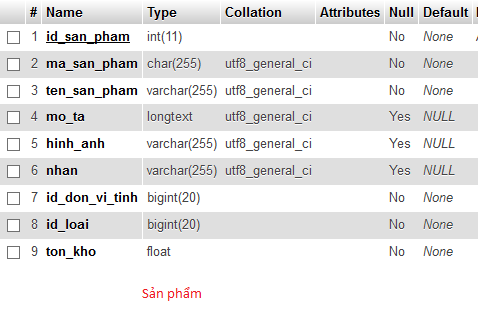 # Name Type Collation Attributes Null Default
1 id_san_pham int(11) No None
2 ma_san_pham char(255) utf8_general_ci No None
3 ten_san_pham varchar(255) utf8_general_ci No None
4 mo_ta longtext utf8_general_ci Yes NULL
5 hinh_anh varchar(255) utf8_general_ci Yes NULL
6 nhan varchar(255) utf8_general_ci Yes NULL
7 id_don_vi_tinh bigint(20) No None
8 id_loai bigint(20) No None
9 ton_kho float No None
Sản phẩm